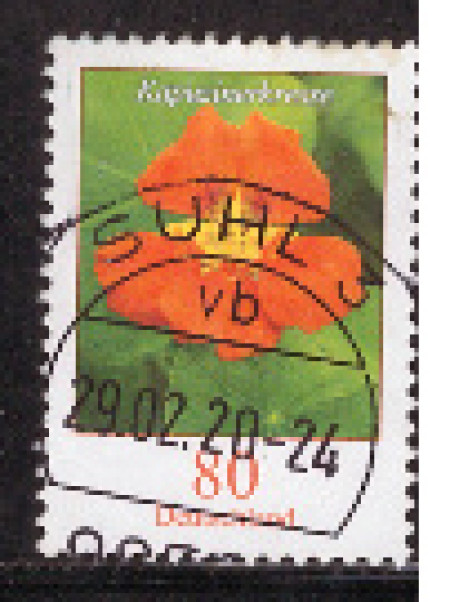 Kapuzinerkresse
SUHL
vb
29.02.20-24
80
Deutschland